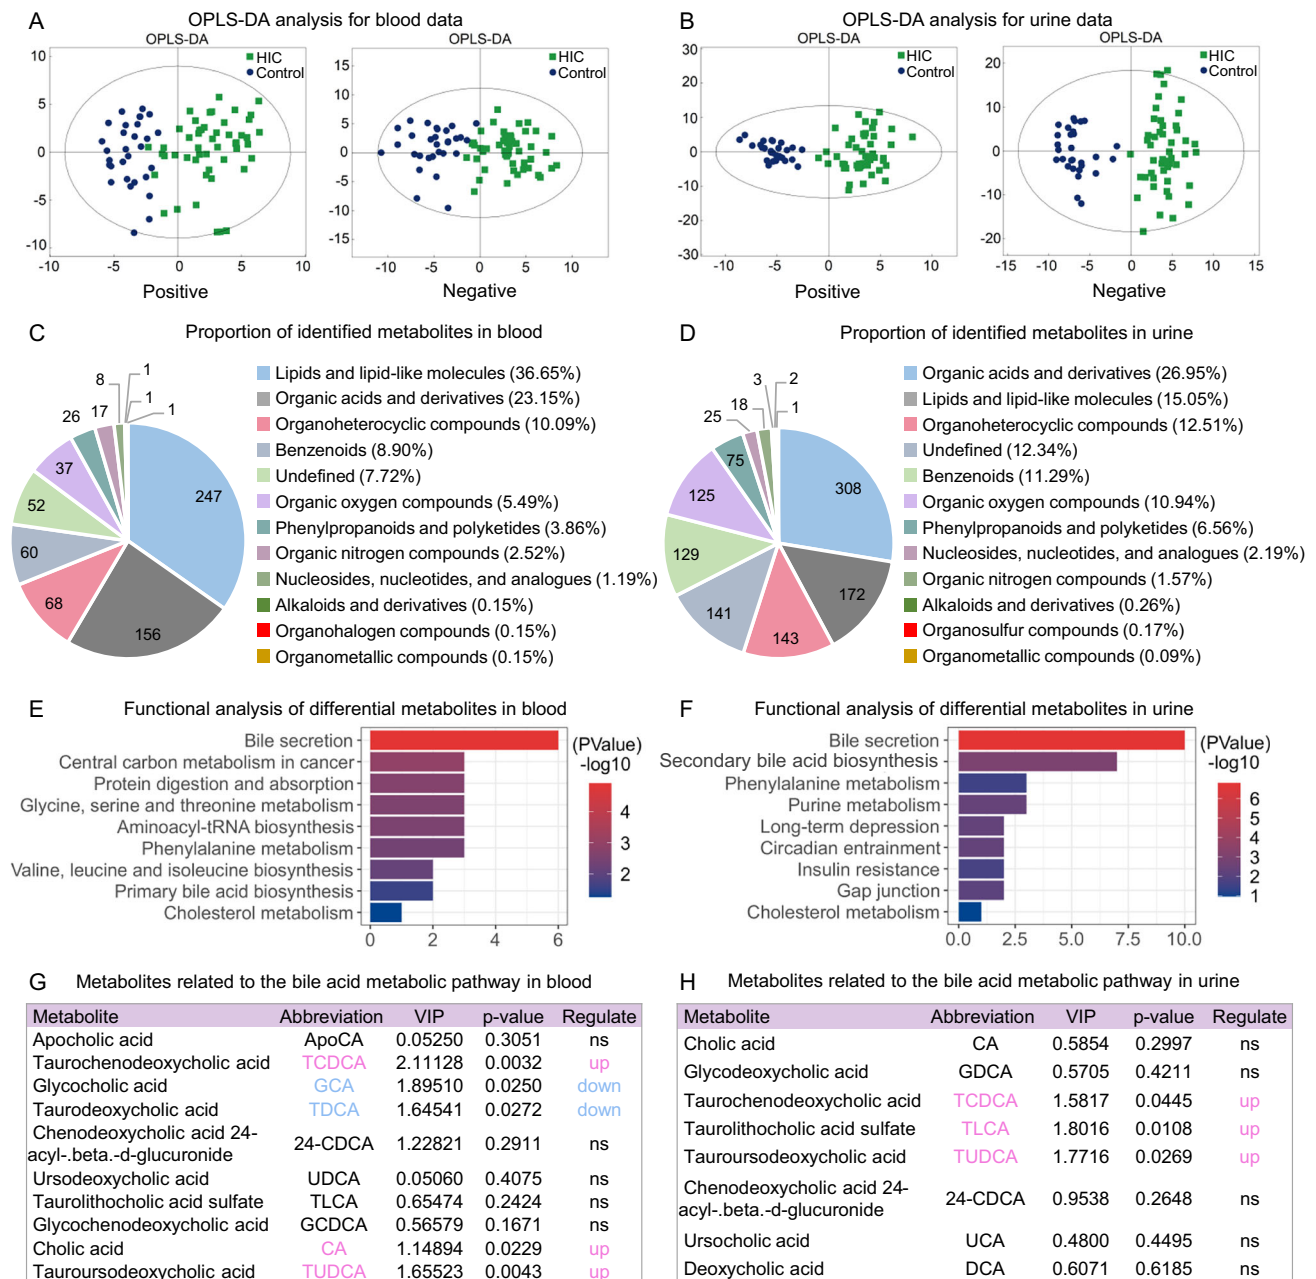 A
OPLS-DA analysis for blood data
OPLS-DA
HIC
Control
10
5
0
-5
-10
-10 -5 0 5 10
Positive
OPLS-DA
HIC
Control
15
10
5
0
-5
-10
-15
-10 -5 0 5 10
Negative
B
OPLS-DA analysis for urine data
OPLS-DA
HIC
Control
30
20
10
0
-10
-20
-30
-10 -5 0 5 10
Positive
OPLS-DA
HIC
Control
20
10
0
-10
-20
-15 -10 -5 0 5 10 15
Negative
C
Proportion of identified metabolites in blood
1
8
1
26 17 1
37
52
60
68
156
247
Lipids and lipid-like molecules (36.65%)
Organic acids and derivatives (23.15%)
Organoheterocyclic compounds (10.09%)
Benzenoids (8.90%)
Undefined (7.72%)
Organic oxygen compounds (5.49%)
Phenylpropanoids and polyketides (3.86%)
Organic nitrogen compounds (2.52%)
Nucleosides, nucleotides, and analogues (1.19%)
Alkaloids and derivatives (0.15%)
Organohalogen compounds (0.15%)
Organometallic compounds (0.15%)
D
Proportion of identified metabolites in urine
3 2
18 1
25
75
125
129
141
143
172
308
Organic acids and derivatives (26.95%)
Lipids and lipid-like molecules (15.05%)
Organoheterocyclic compounds (12.51%)
Undefined (12.34%)
Benzenoids (11.29%)
Organic oxygen compounds (10.94%)
Phenylpropanoids and polyketides (6.56%)
Nucleosides, nucleotides, and analogues (2.19%)
Organic nitrogen compounds (1.57%)
Alkaloids and derivatives (0.26%)
Organosulfur compounds (0.17%)
Organometallic compounds (0.09%)
E
Functional analysis of differential metabolites in blood
Bile secretion
Central carbon metabolism in cancer
Protein digestion and absorption
Glycine, serine and threonine metabolism
Aminoacyl-tRNA biosynthesis
Phenylalanine metabolism
Valine, leucine and isoleucine biosynthesis
Primary bile acid biosynthesis
Cholesterol metabolism
0 2 4 6
(PValue)
-log10
4
3
2
F
Functional analysis of differential metabolites in urine
Bile secretion
Secondary bile acid biosynthesis
Phenylalanine metabolism
Purine metabolism
Long-term depression
Circadian entrainment
Insulin resistance
Gap junction
Cholesterol metabolism
0.0 2.5 5.0 7.5 10.0
(PValue)
-log10
6
5
4
3
2
1
G
Metabolites related to the bile acid metabolic pathway in blood
Metabolite Abbreviation VIP p-value Regulate
Apocholic acid ApoCA 0.05250 0.3051 ns
Taurochenodeoxycholic acid TCDCA 2.11128 0.0032 up
Glycocholic acid GCA 1.89510 0.0250 down
Taurodeoxycholic acid TDCA 1.64541 0.0272 down
Chenodeoxycholic acid 24-
acyl-.beta.-d-glucuronide 24-CDCA 1.22821 0.2911 ns
Ursodeoxycholic acid UDCA 0.05060 0.4075 ns
Taurolithocholic acid sulfate TLCA 0.65474 0.2424 ns
Glycochenodeoxycholic acid GCDCA 0.56579 0.1671 ns
Cholic acid CA 1.14894 0.0229 up
Tauroursodeoxycholic acid TUDCA 1.65523 0.0043 up
H
Metabolites related to the bile acid metabolic pathway in urine
Metabolite Abbreviation VIP p-value Regulate
Cholic acid CA 0.5854 0.2997 ns
Glycodeoxycholic acid GDCA 0.5705 0.4211 ns
Taurochenodeoxycholic acid TCDCA 1.5817 0.0445 up
Taurolithocholic acid sulfate TLCA 1.8016 0.0108 up
Tauroursodeoxycholic acid TUDCA 1.7716 0.0269 up
Chenodeoxycholic acid 24-
acyl-.beta.-d-glucuronide 24-CDCA 0.9538 0.2648 ns
Ursocholic acid UCA 0.4800 0.4495 ns
Deoxycholic acid DCA 0.6071 0.6185 ns